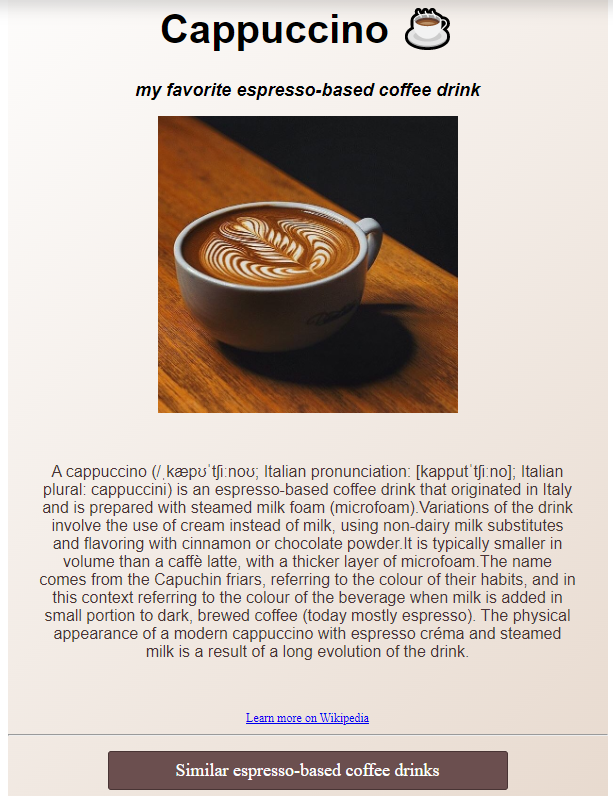 Cappuccino ☕
my favorite espresso-based coffee drink
A cappuccino (/ˌkæpʊˈtʃiːnoʊ; Italian pronunciation: [kapputˈtʃiːno]; Italian
plural: cappuccini) is an espresso-based coffee drink that originated in Italy
and is prepared with steamed milk foam (microfoam).Variations of the drink
involve the use of cream instead of milk, using non-dairy milk substitutes
and flavoring with cinnamon or chocolate powder.It is typically smaller in
volume than a caffè latte, with a thicker layer of microfoam.The name
comes from the Capuchin friars, referring to the colour of their habits, and in
this context referring to the colour of the beverage when milk is added in
small portion to dark, brewed coffee (today mostly espresso). The physical
appearance of a modern cappuccino with espresso créma and steamed
milk is a result of a long evolution of the drink.
Learn more on Wikipedia
Similar espresso-based coffee drinks